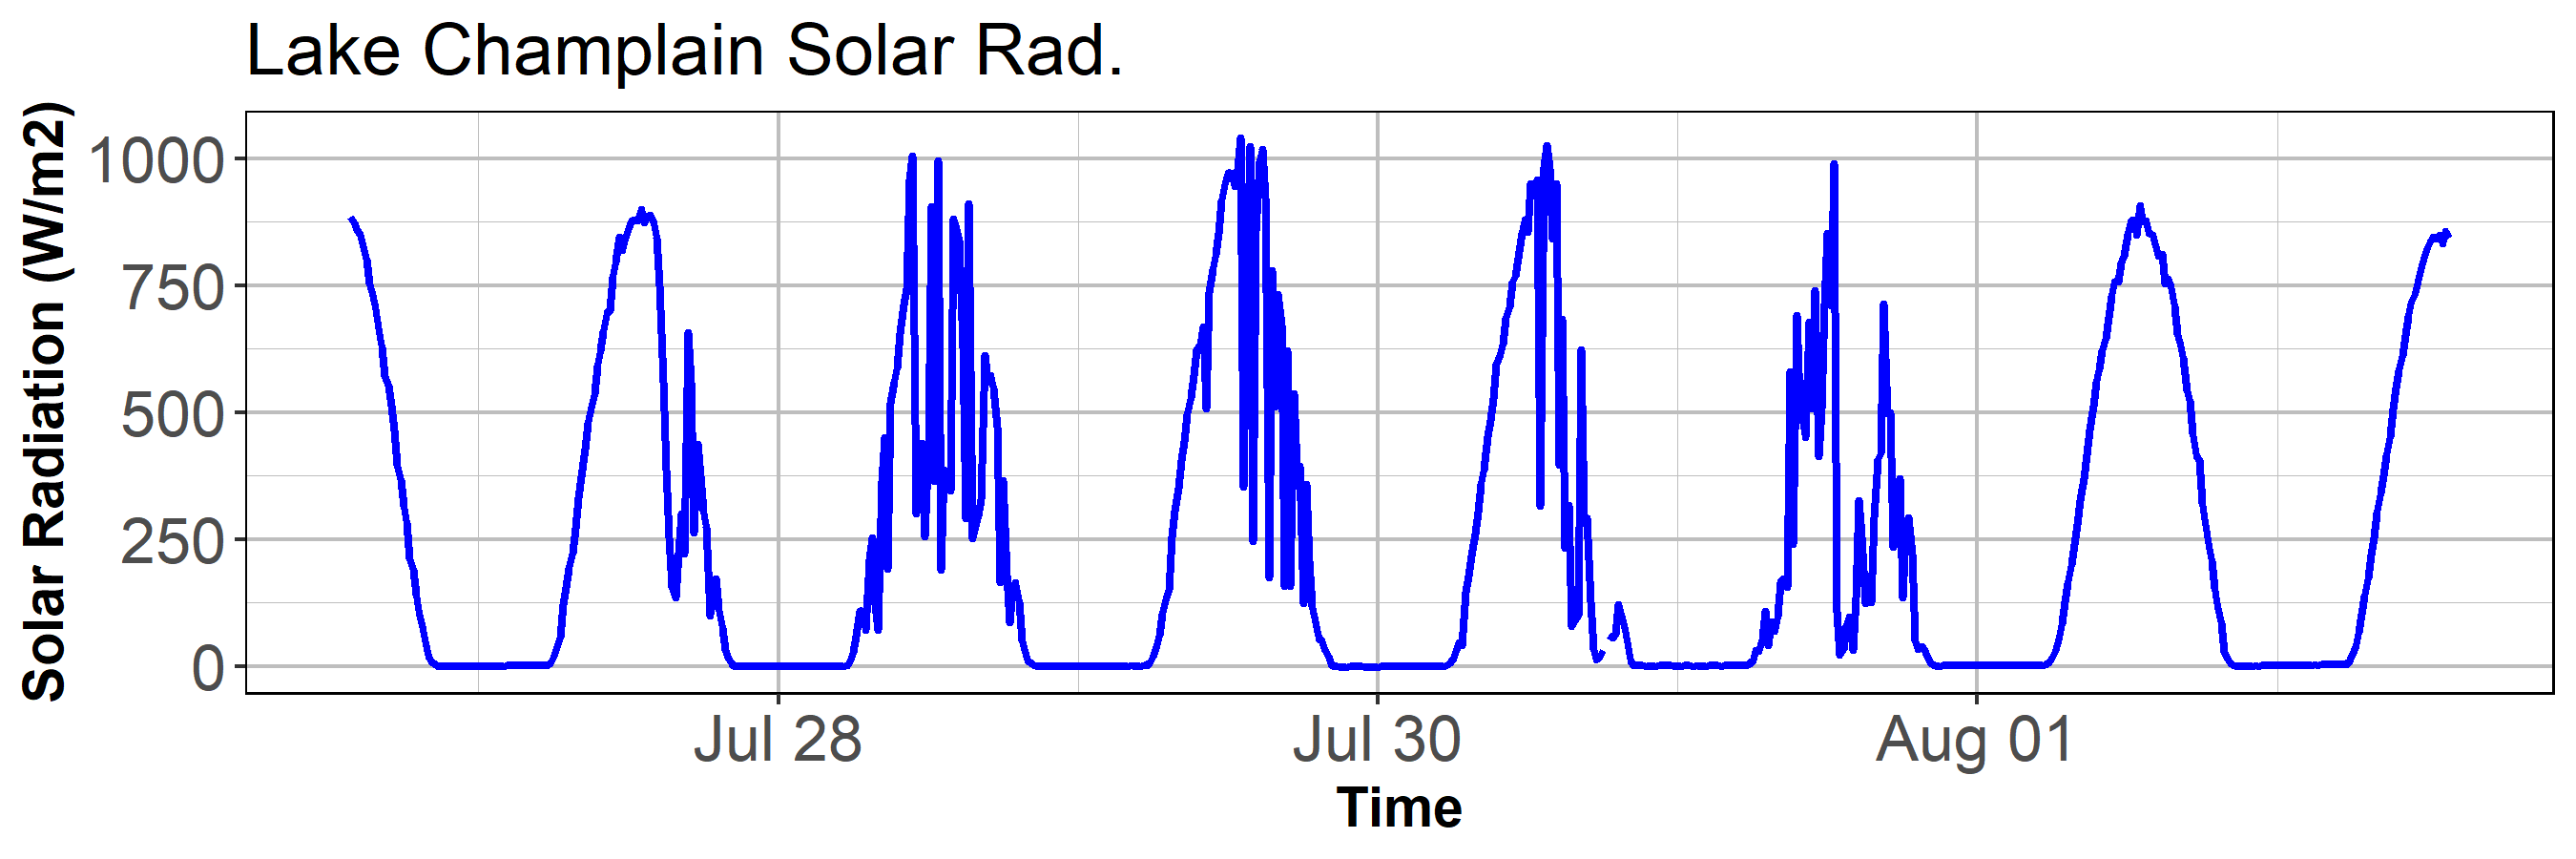 Lake Champlain Solar Rad.
Solar Radiation (W/m2)
1000
750
500
250
0
Jul 28 Jul 30 Aug 01
Time